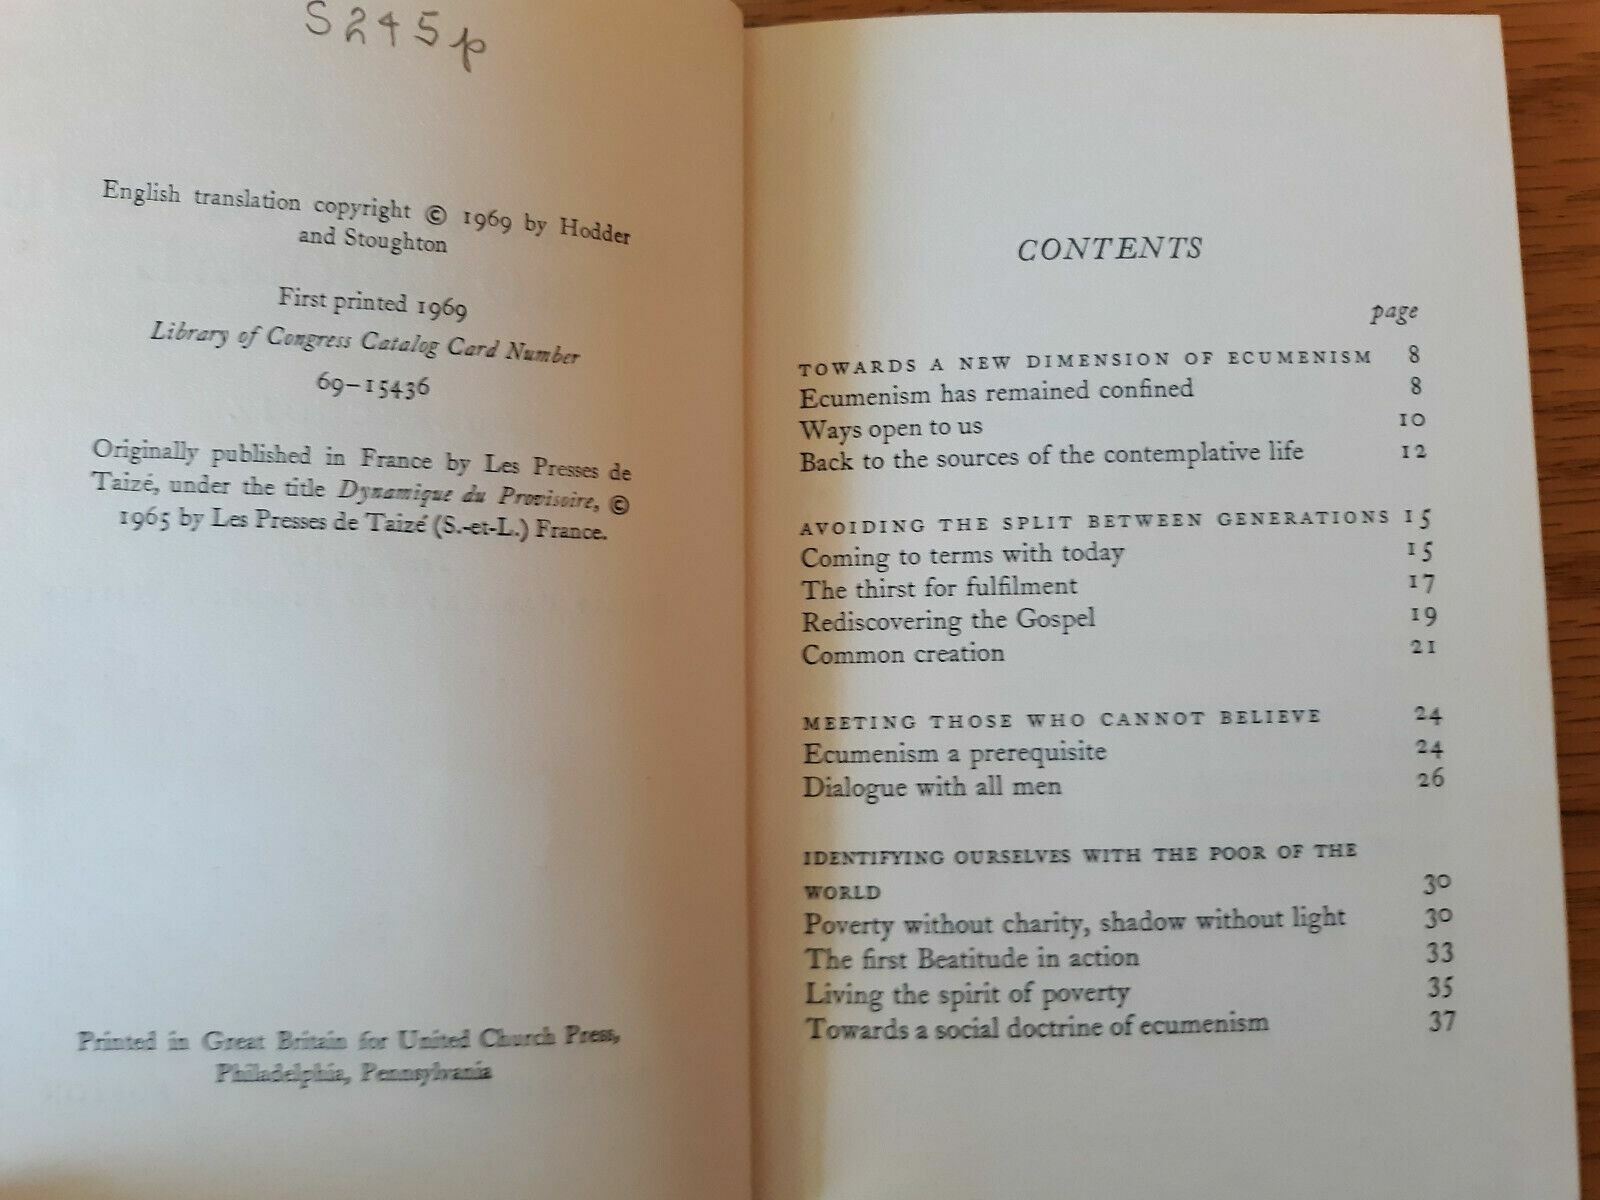 S245p
English translation copyright © 1969 by Hodder
and Stoughton
First printed 1969
Library of Congress Catalog Card Number
69–15436
Originally published in France by Les Presses de
Taizé, under the title Dynamique du Provisoire, ©
1965 by Les Presses de Taizé (S.-et-L.) France.
Printed in Great Britain for United Church Press,
Philadelphia, Pennsylvania
CONTENTS
page
TOWARDS A NEW DIMENSION OF ECUMENISM 8
Ecumenism has remained confined 8
Ways open to us 10
Back to the sources of the contemplative life 12
AVOIDING THE SPLIT BETWEEN GENERATIONS 15
Coming to terms with today 15
The thirst for fulfilment 17
Rediscovering the Gospel 19
Common creation 21
MEETING THOSE WHO CANNOT BELIEVE 24
Ecumenism a prerequisite 24
Dialogue with all men 26
IDENTIFYING OURSELVES WITH THE POOR OF THE
WORLD 30
Poverty without charity, shadow without light 30
The first Beatitude in action 33
Living the spirit of poverty 35
Towards a social doctrine of ecumenism 37